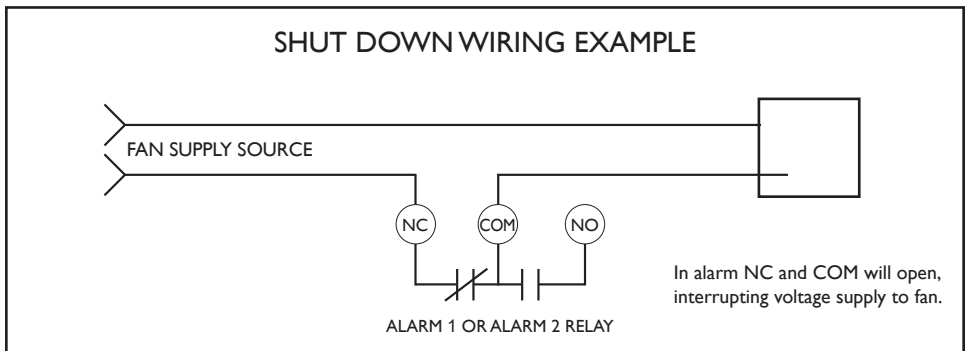 SHUT DOWN WIRING EXAMPLE
FAN SUPPLY SOURCE
NC COM NO
In alarm NC and COM will open,
interrupting voltage supply to fan.
ALARM 1 OR ALARM 2 RELAY